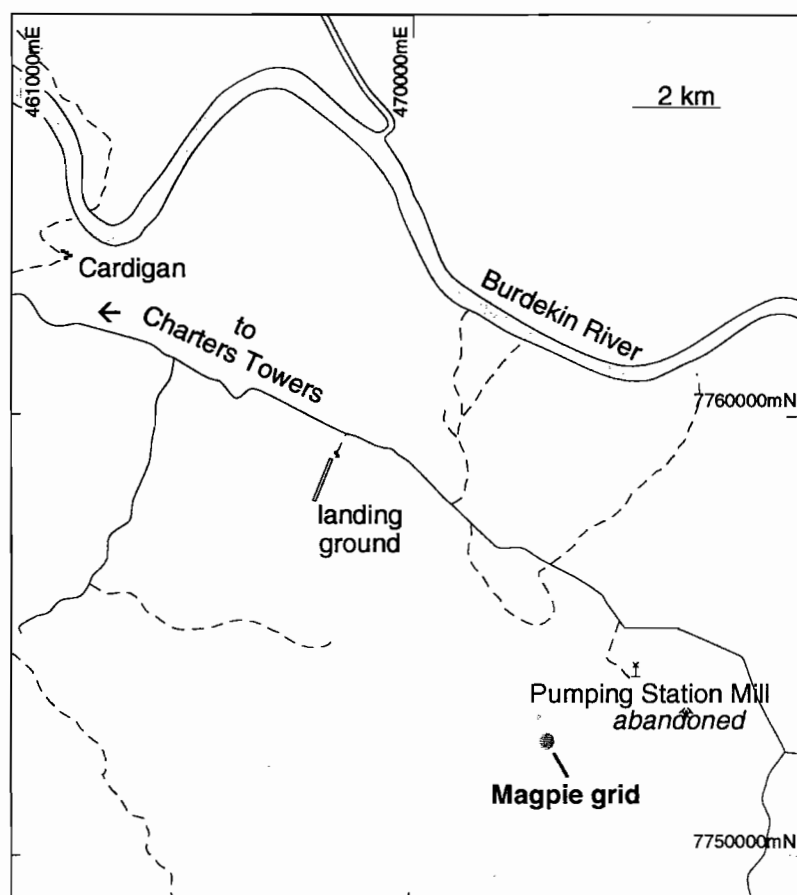 461000mE
470000mE
2 km
Cardigan
to
Charters Towers
Burdekin River
7760000mN
landing
ground
Pumping Station Mill
abandoned
Magpie grid
7750000mN